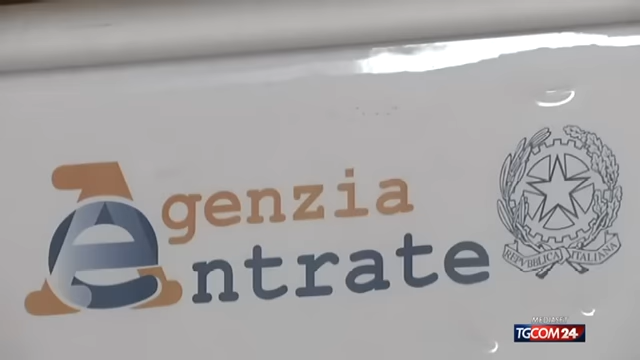 Agenzia
entrate
REPVBBLICA ITALIANA
MEDIASET
TGCOM24